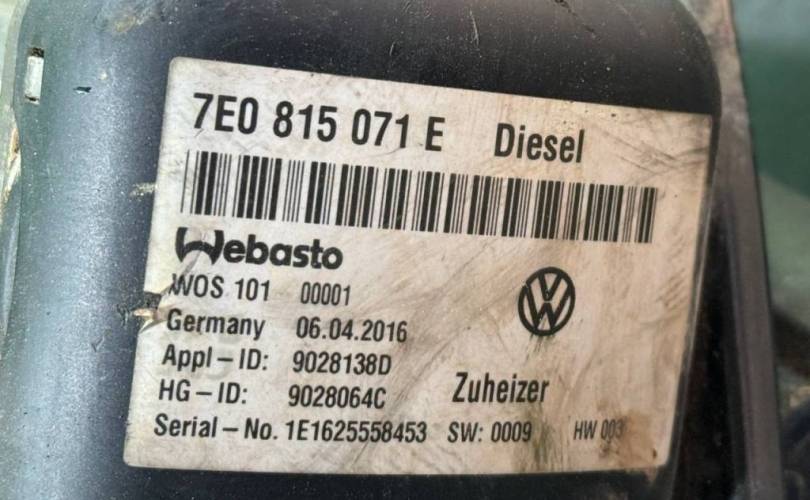 7E0 815 071 E Diesel
Webasto
WOS 101 00001
Germany 06.04.2016
Appl-ID: 9028138D
HG-ID: 9028064C Zuheizer
Serial-No. 1E1625558453 SW: 0009 HW 003